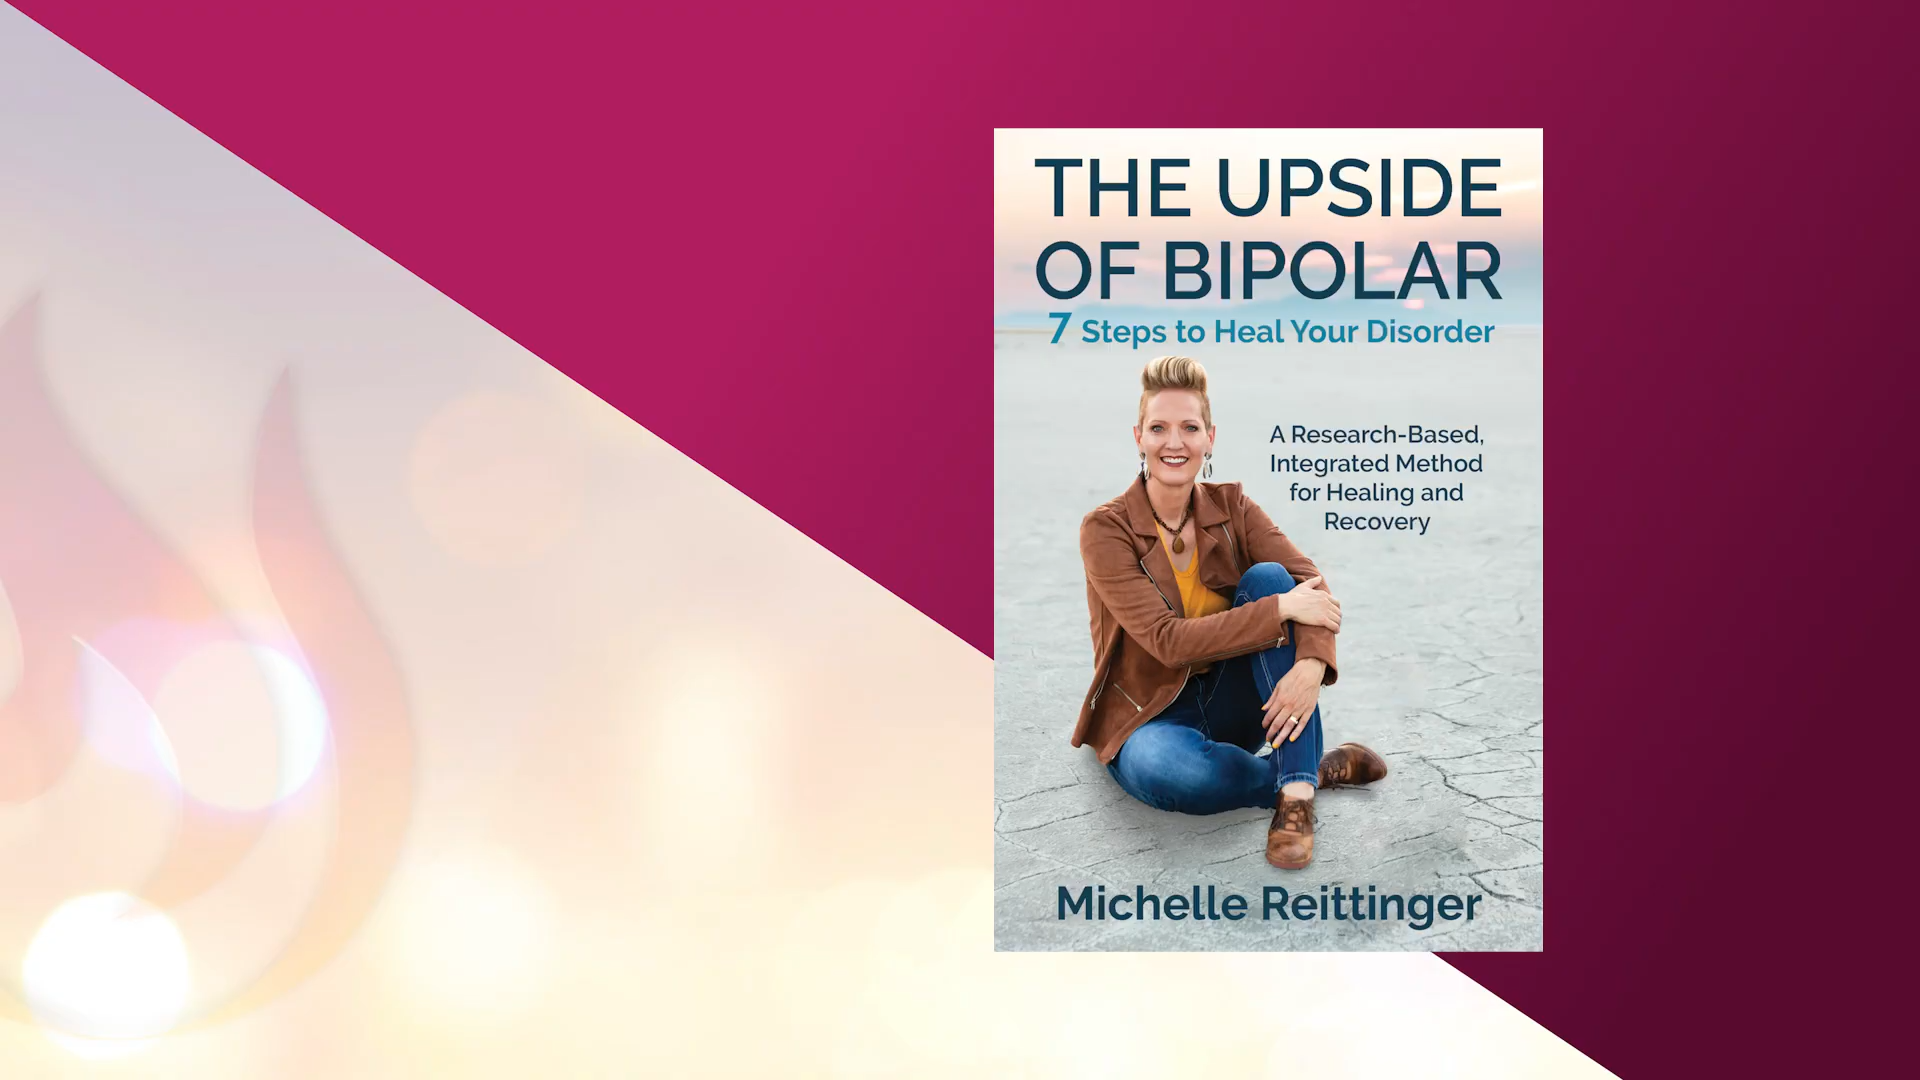 THE UPSIDE
OF BIPOLAR
7 Steps to Heal Your Disorder
A Research-Based,
Integrated Method
for Healing and
Recovery
Michelle Reittinger